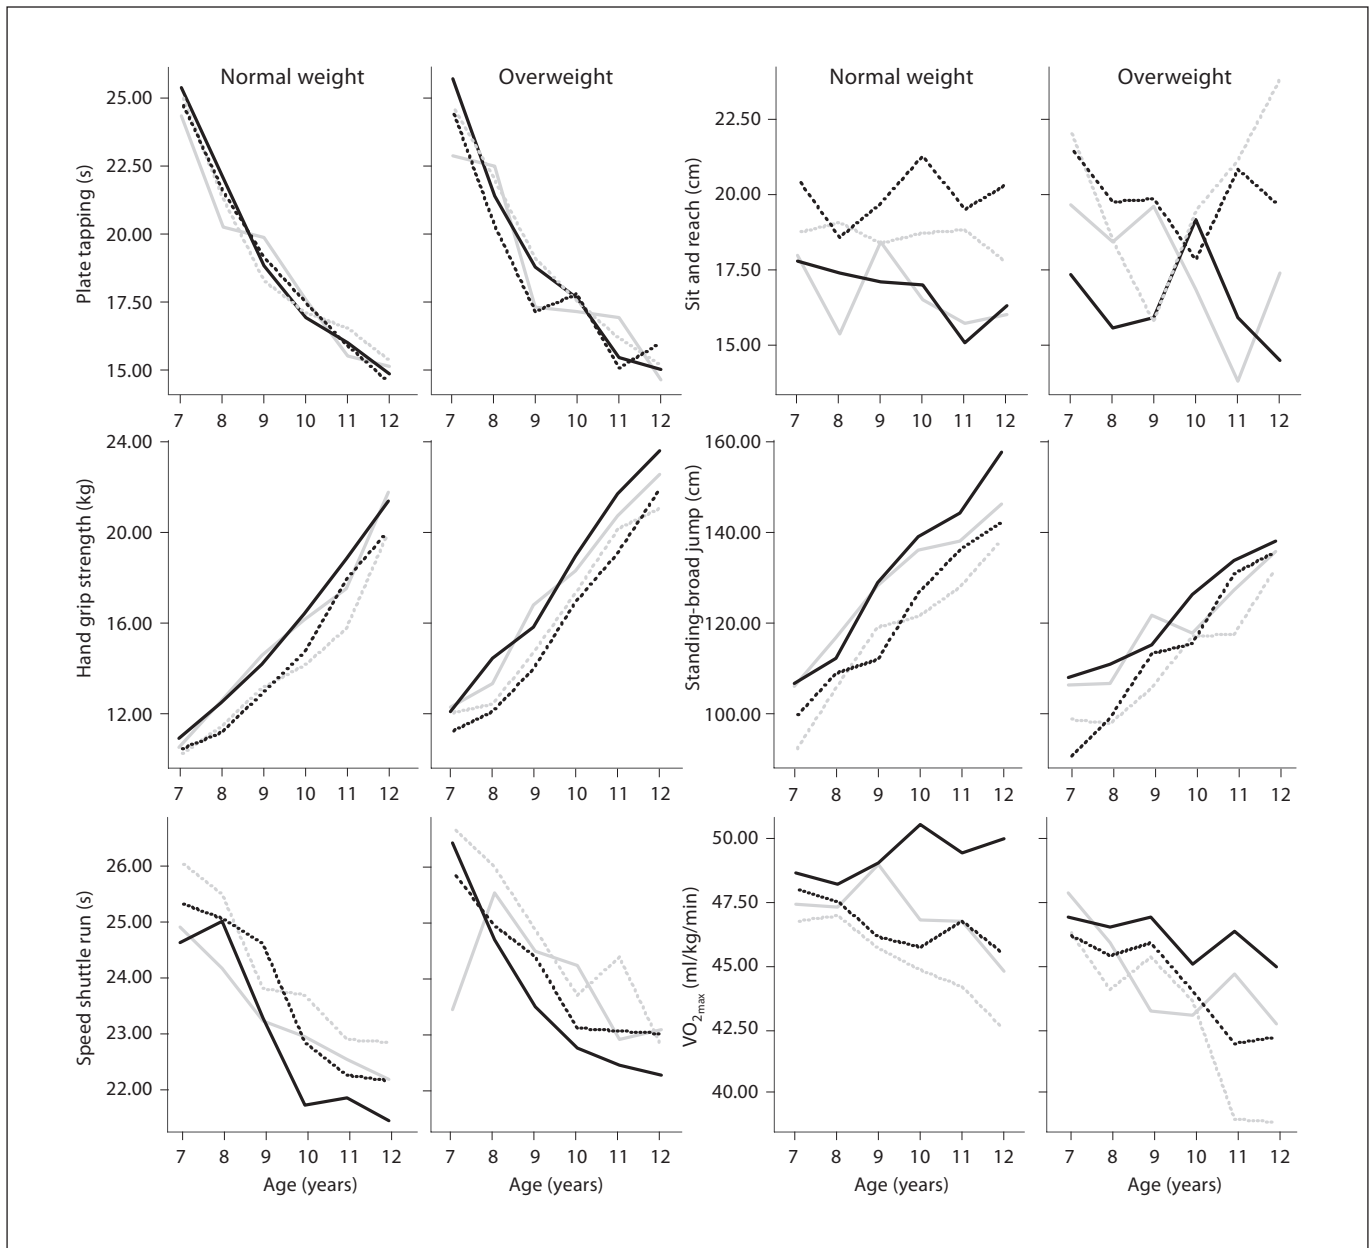 Normal weight
Overweight
Normal weight
Overweight
Plate tapping (s)
25.00
22.50
20.00
17.50
15.00
7 8 9 10 11 12
7 8 9 10 11 12
Sit and reach (cm)
22.50
20.00
17.50
15.00
7 8 9 10 11 12
7 8 9 10 11 12
Hand grip strength (kg)
24.00
20.00
16.00
12.00
7 8 9 10 11 12
7 8 9 10 11 12
Standing-broad jump (cm)
160.00
140.00
120.00
100.00
7 8 9 10 11 12
7 8 9 10 11 12
Speed shuttle run (s)
26.00
25.00
24.00
23.00
22.00
7 8 9 10 11 12
7 8 9 10 11 12
Age (years)
Age (years)
VO2max (ml/kg/min)
50.00
47.50
45.00
42.50
40.00
7 8 9 10 11 12
7 8 9 10 11 12
Age (years)
Age (years)